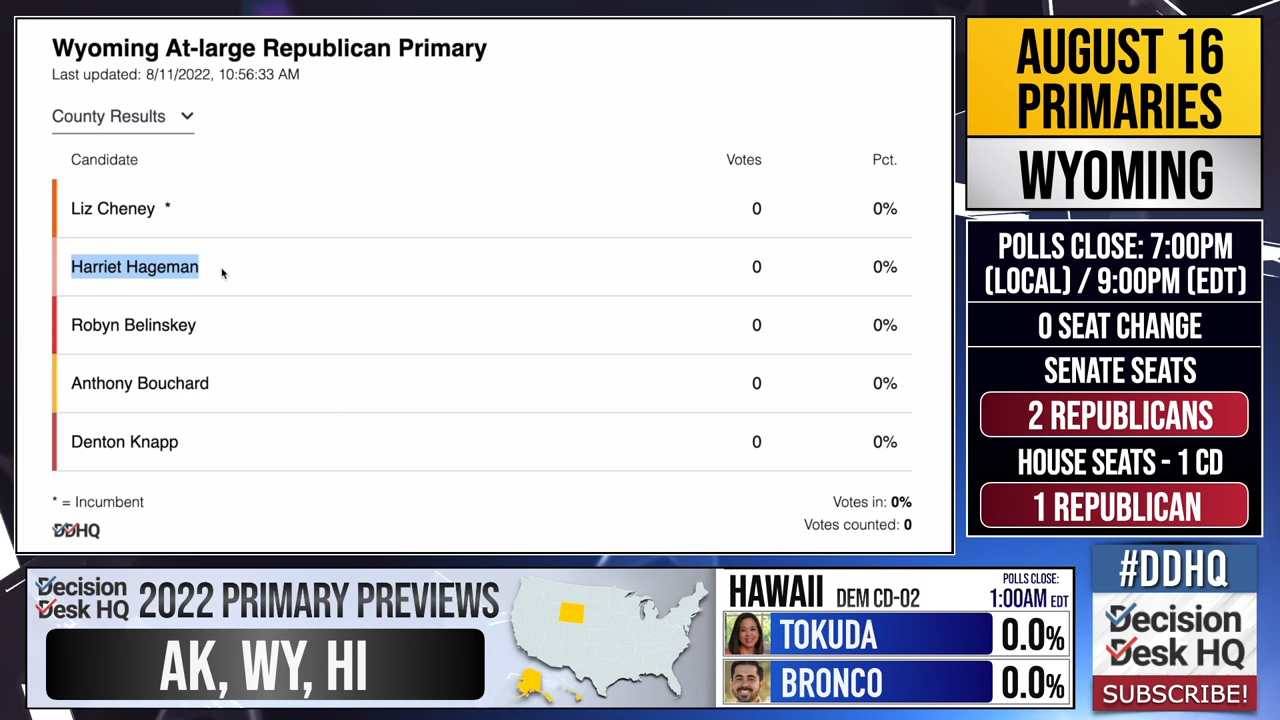 Wyoming At-large Republican Primary
Last updated: 8/11/2022, 10:56:33 AM
County Results
Candidate Votes Pct.
Liz Cheney * 0 0%
Harriet Hageman 0 0%
Robyn Belinskey 0 0%
Anthony Bouchard 0 0%
Denton Knapp 0 0%
* = Incumbent Votes in: 0%
Votes counted: 0
DDHQ
AUGUST 16
PRIMARIES
WYOMING
POLLS CLOSE: 7:00PM
(LOCAL) / 9:00PM (EDT)
0 SEAT CHANGE
SENATE SEATS
2 REPUBLICANS
HOUSE SEATS - 1 CD
1 REPUBLICAN
Decision
Desk HQ
2022 PRIMARY PREVIEWS
AK, WY, HI
HAWAII DEM CD-02
POLLS CLOSE:
1:00AM EDT
TOKUDA 0.0%
BRONCO 0.0%
#DDHQ
Decision
Desk HQ
SUBSCRIBE!